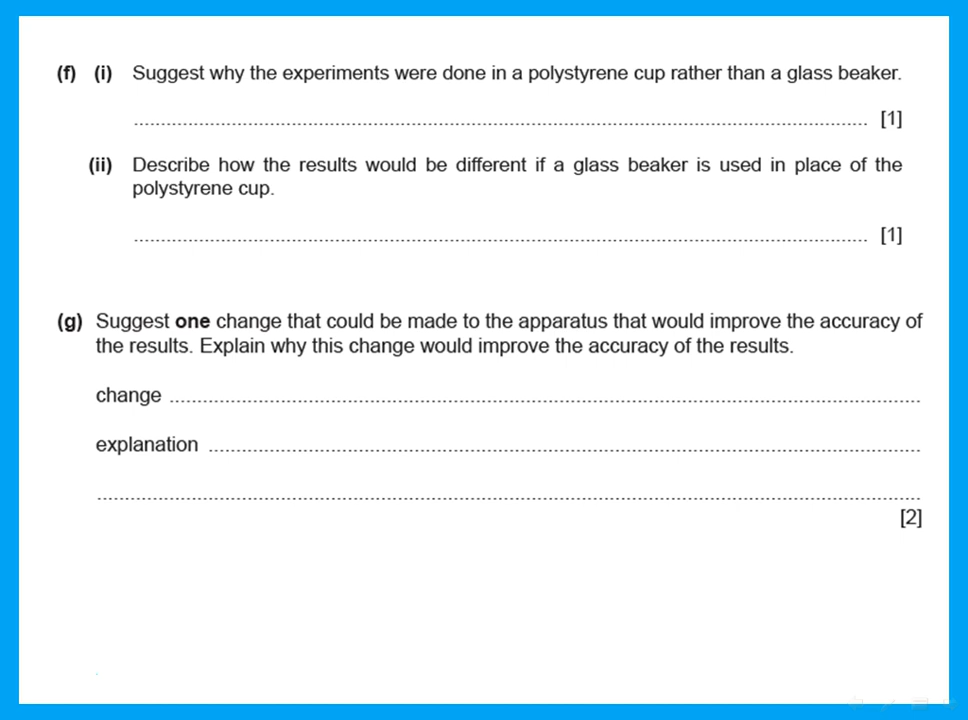 (f) (i) Suggest why the experiments were done in a polystyrene cup rather than a glass beaker.
.................................................................................................................................... [1]
(ii) Describe how the results would be different if a glass beaker is used in place of the
polystyrene cup.
.................................................................................................................................... [1]
(g) Suggest one change that could be made to the apparatus that would improve the accuracy of
the results. Explain why this change would improve the accuracy of the results.
change .......................................................................................................................................
explanation ................................................................................................................................
....................................................................................................................................................
[2]